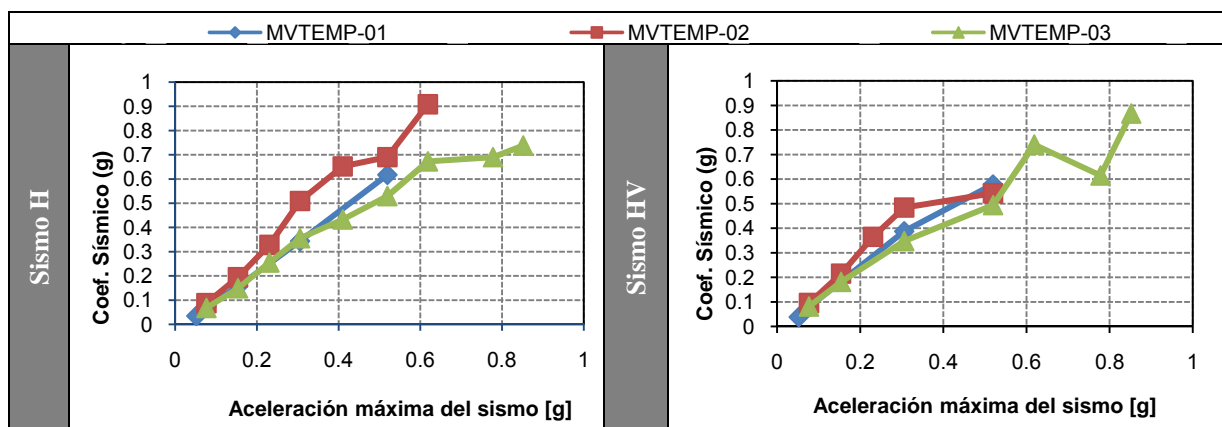 MVTEMP-01 MVTEMP-02 MVTEMP-03
Sismo H
Coef. Sísmico (g)
1
0.9
0.8
0.7
0.6
0.5
0.4
0.3
0.2
0.1
0
0 0.2 0.4 0.6 0.8 1
Aceleración máxima del sismo [g]
Sismo HV
Coef. Sísmico (g)
1
0.9
0.8
0.7
0.6
0.5
0.4
0.3
0.2
0.1
0
0 0.2 0.4 0.6 0.8 1
Aceleración máxima del sismo [g]